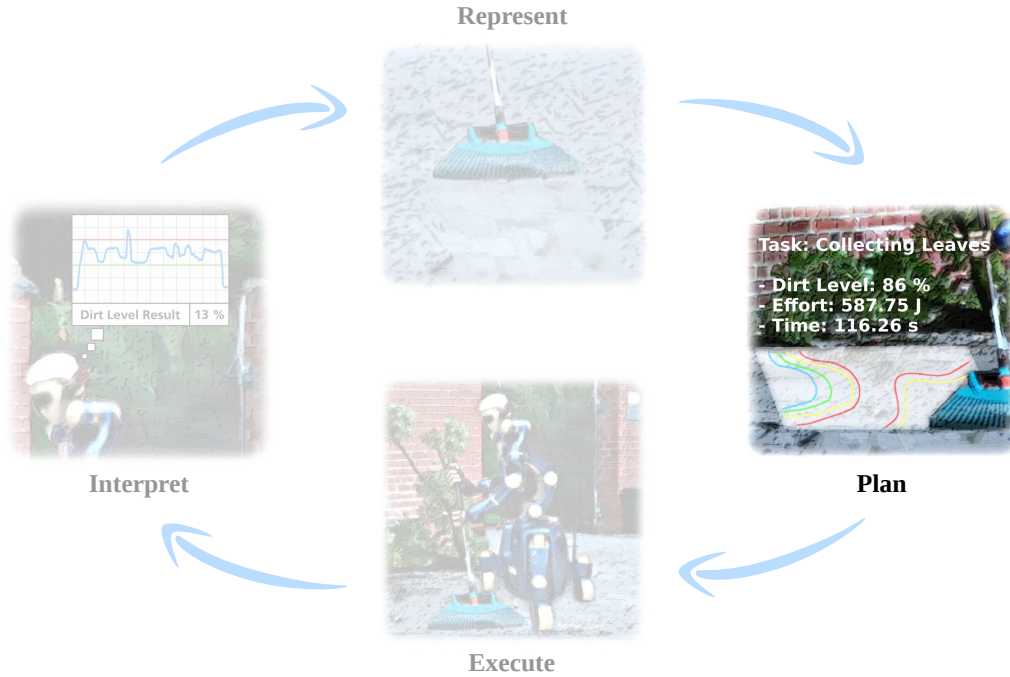 Represent
Task: Collecting Leaves
- Dirt Level: 86 %
- Effort: 587.75 J
- Time: 116.26 s
Dirt Level Result 13 %
Interpret
Plan
Execute